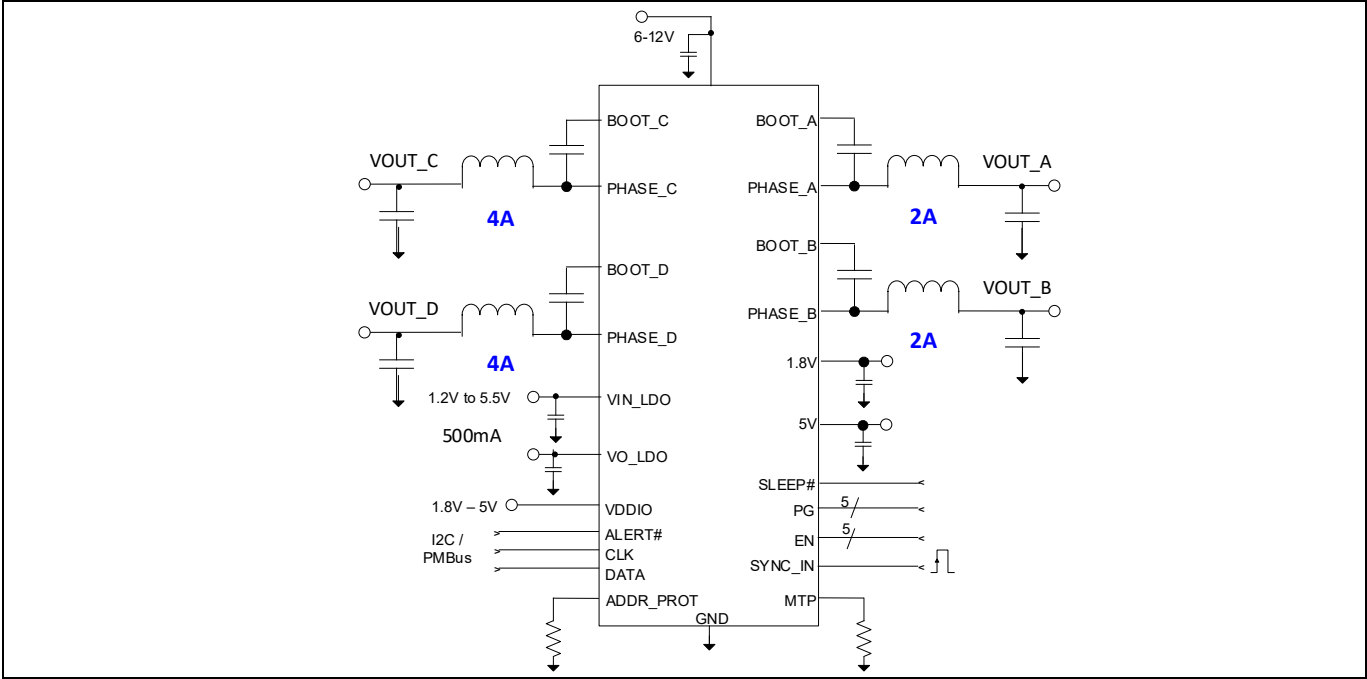 6-12V
BOOT_C
BOOT_A
VOUT_C
VOUT_A
PHASE_C
PHASE_A
4A
2A
BOOT_B
BOOT_D
VOUT_B
VOUT_D
PHASE_B
PHASE_D
2A
4A
1.8V
1.2V to 5.5V
VIN_LDO
5V
500mA
VO_LDO
SLEEP#
1.8V – 5V
VDDIO
PG
5
I2C /
PMBus
ALERT#
EN
5
CLK
SYNC_IN
DATA
ADDR_PROT
MTP
GND